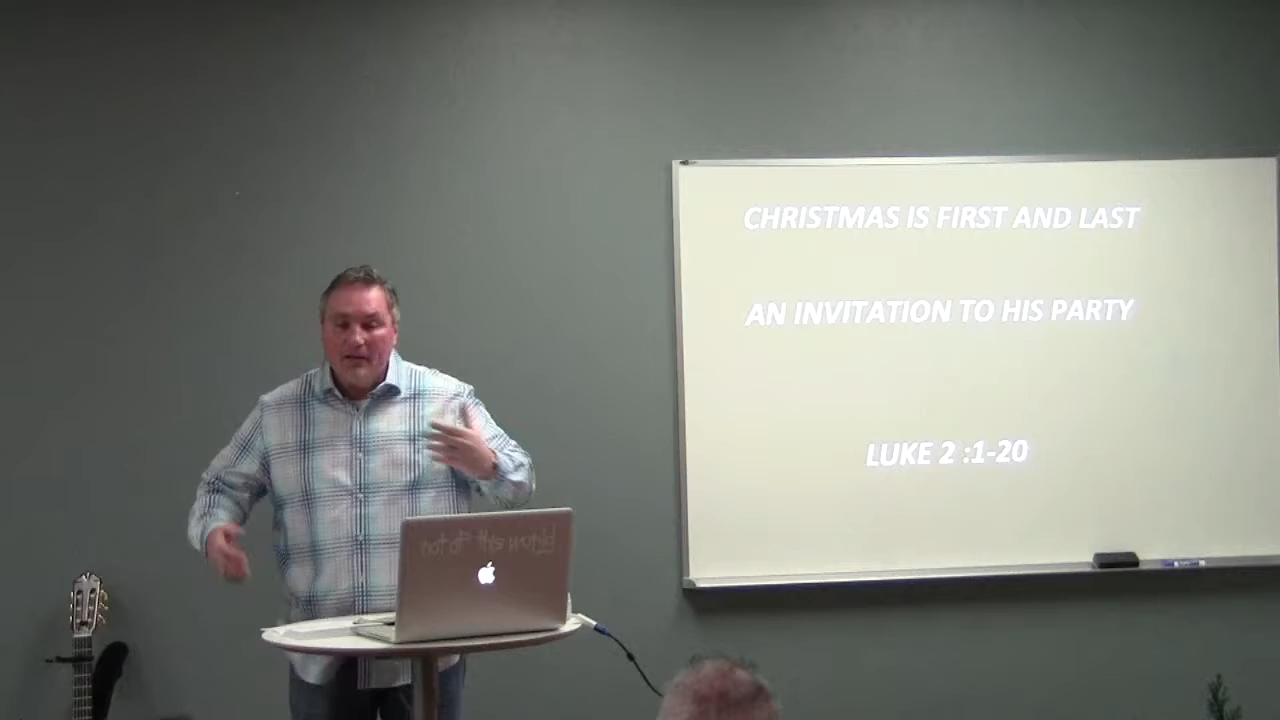 CHRISTMAS IS FIRST AND LAST
AN INVITATION TO HIS PARTY
LUKE 2 :1-20
not of this world